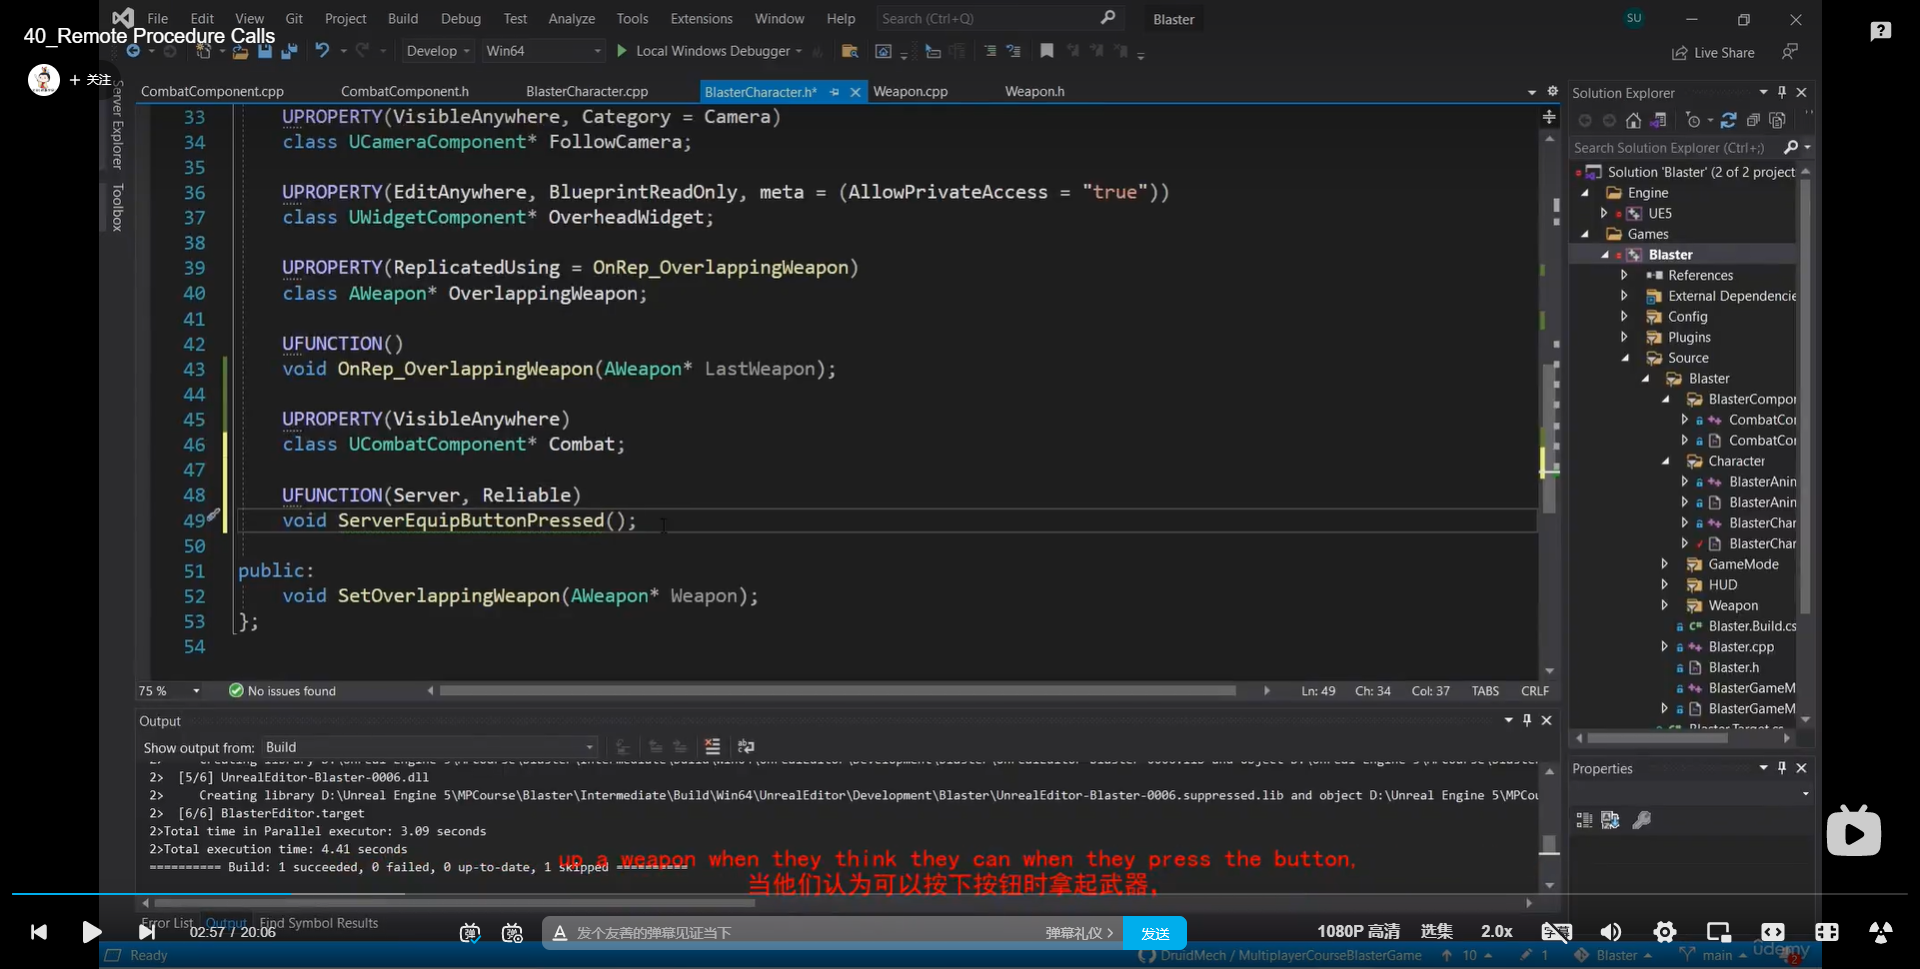 File Edit View Git Project Build Debug Test Analyze Tools Extensions Window Help Search (Ctrl+Q) Blaster SU
40_Remote Procedure Calls
Develop Win64 Local Windows Debugger Live Share
+ 关注
Server Explorer
Toolbox
CombatComponent.cpp CombatComponent.h BlasterCharacter.cpp BlasterCharacter.h* Weapon.cpp Weapon.h
33 UPROPERTY(VisibleAnywhere, Category = Camera)
34 class UCameraComponent* FollowCamera;
35
36 UPROPERTY(EditAnywhere, BlueprintReadOnly, meta = (AllowPrivateAccess = "true"))
37 class UWidgetComponent* OverheadWidget;
38
39 UPROPERTY(ReplicatedUsing = OnRep_OverlappingWeapon)
40 class AWeapon* OverlappingWeapon;
41
42 UFUNCTION()
43 void OnRep_OverlappingWeapon(AWeapon* LastWeapon);
44
45 UPROPERTY(VisibleAnywhere)
46 class UCombatComponent* Combat;
47
48 UFUNCTION(Server, Reliable)
49 void ServerEquipButtonPressed();
50
51 public:
52 void SetOverlappingWeapon(AWeapon* Weapon);
53 };
54
75 % No issues found Ln: 49 Ch: 34 Col: 37 TABS CRLF
Solution Explorer
Search Solution Explorer (Ctrl+;)
Solution 'Blaster' (2 of 2 project
Engine
UE5
Games
Blaster
References
External Dependencie
Config
Plugins
Source
Blaster
BlasterCompor
CombatCor
CombatCor
Character
BlasterAnin
BlasterAnin
BlasterChar
BlasterChar
GameMode
HUD
Weapon
Blaster.Build.cs
Blaster.cpp
Blaster.h
BlasterGameM
BlasterGameM
Blaster.Target.cs
Properties
Output
Show output from: Build
2> [5/6] UnrealEditor-Blaster-0006.dll
2> Creating library D:\Unreal Engine 5\MPCourse\Blaster\Intermediate\Build\Win64\UnrealEditor\Development\Blaster\UnrealEditor-Blaster-0006.suppressed.lib and object D:\Unreal Engine 5\MPCou
2> [6/6] BlasterEditor.target
2>Total time in Parallel executor: 3.09 seconds
2>Total execution time: 4.41 seconds
========== Build: 1 succeeded, 0 failed, 0 up-to-date, 1 skipped ==========
up a weapon when they think they can when they press the button,
当他们认为可以按下按钮时拿起武器，
Error List Output Find Symbol Results
02:57 / 20:06 弹 弹 A 发个友善的弹幕见证当下 弹幕礼仪 > 发送 1080P 高清 选集 2.0x 字幕
Ready DruidMech / MultiplayerCourseBlasterGame 10 1 Blaster main 2
ûdemy